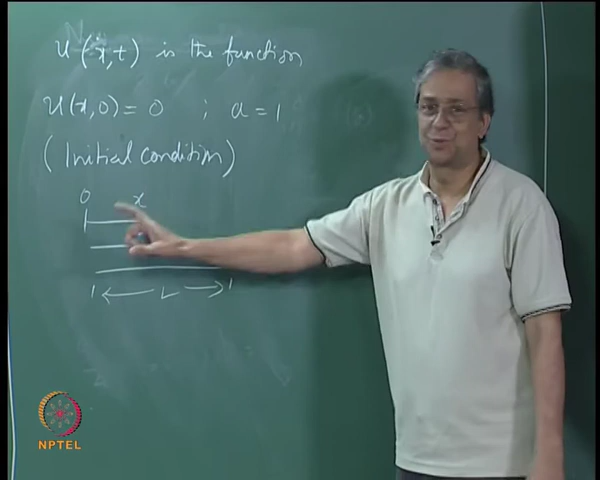 u(x,t) is the function
u(x,0) = 0 ; a = 1
(Initial condition)
0 x
L
NPTEL